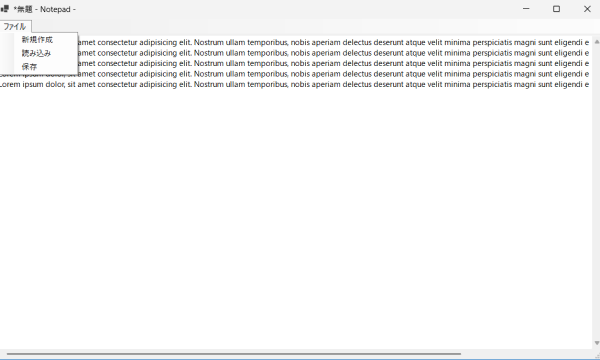 *無題 - Notepad -
ファイル
新規作成
読み込み
保存
amet consectetur adipisicing elit. Nostrum ullam temporibus, nobis aperiam delectus deserunt atque velit minima perspiciatis magni sunt eligendi e
amet consectetur adipisicing elit. Nostrum ullam temporibus, nobis aperiam delectus deserunt atque velit minima perspiciatis magni sunt eligendi e
amet consectetur adipisicing elit. Nostrum ullam temporibus, nobis aperiam delectus deserunt atque velit minima perspiciatis magni sunt eligendi e
amet consectetur adipisicing elit. Nostrum ullam temporibus, nobis aperiam delectus deserunt atque velit minima perspiciatis magni sunt eligendi e
Lorem ipsum dolor, sit amet consectetur adipisicing elit. Nostrum ullam temporibus, nobis aperiam delectus deserunt atque velit minima perspiciatis magni sunt eligendi e